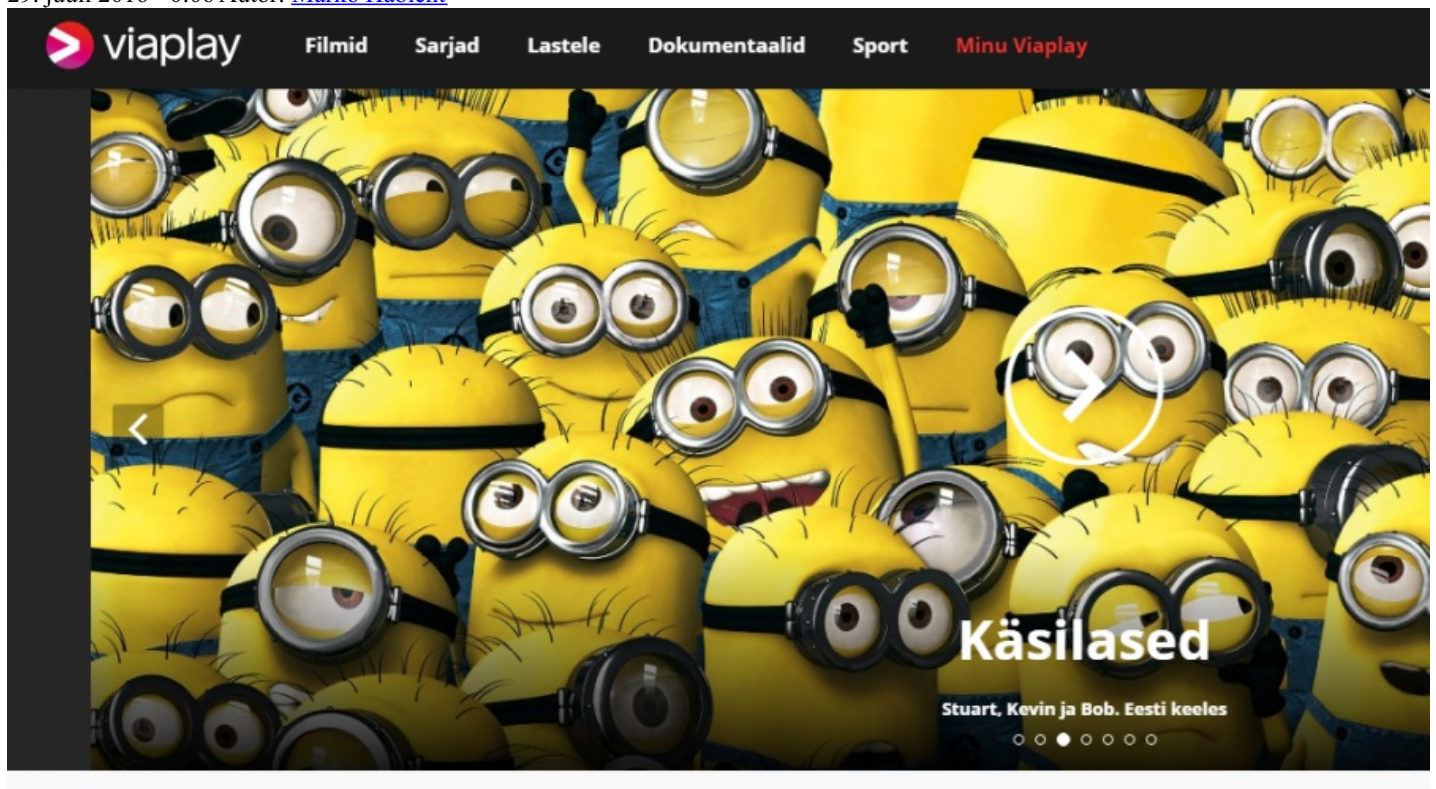 viaplay Filmid Sarjad Lastele Dokumentaalid Sport Minu Viaplay
Käsilased
Stuart, Kevin ja Bob. Eesti keeles